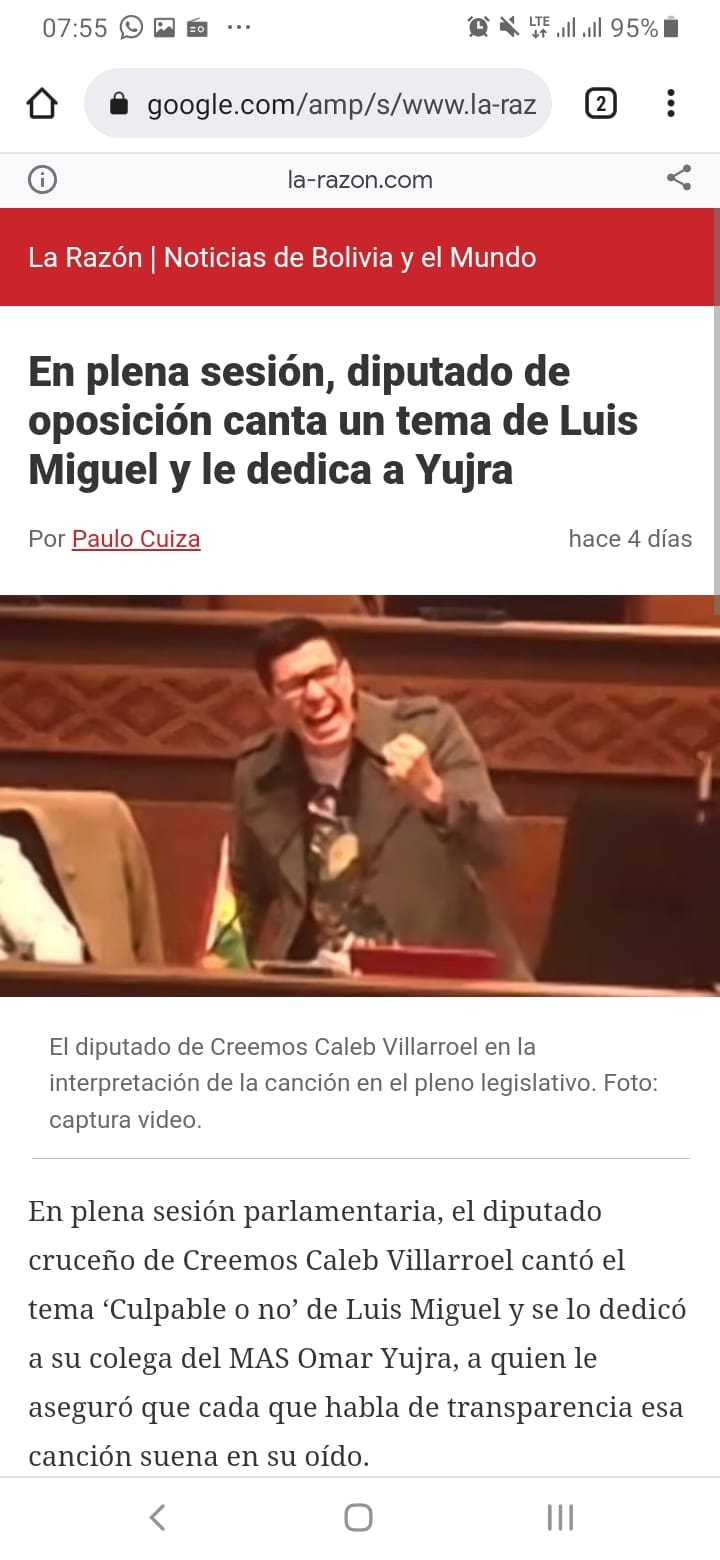 07:55 LTE 95%
google.com/amp/s/www.la-raz 2
la-razon.com
La Razón | Noticias de Bolivia y el Mundo
En plena sesión, diputado de
oposición canta un tema de Luis
Miguel y le dedica a Yujra
Por Paulo Cuiza hace 4 días
El diputado de Creemos Caleb Villarroel en la
interpretación de la canción en el pleno legislativo. Foto:
captura video.
En plena sesión parlamentaria, el diputado
cruceño de Creemos Caleb Villarroel cantó el
tema ‘Culpable o no’ de Luis Miguel y se lo dedicó
a su colega del MAS Omar Yujra, a quien le
aseguró que cada que habla de transparencia esa
canción suena en su oído.